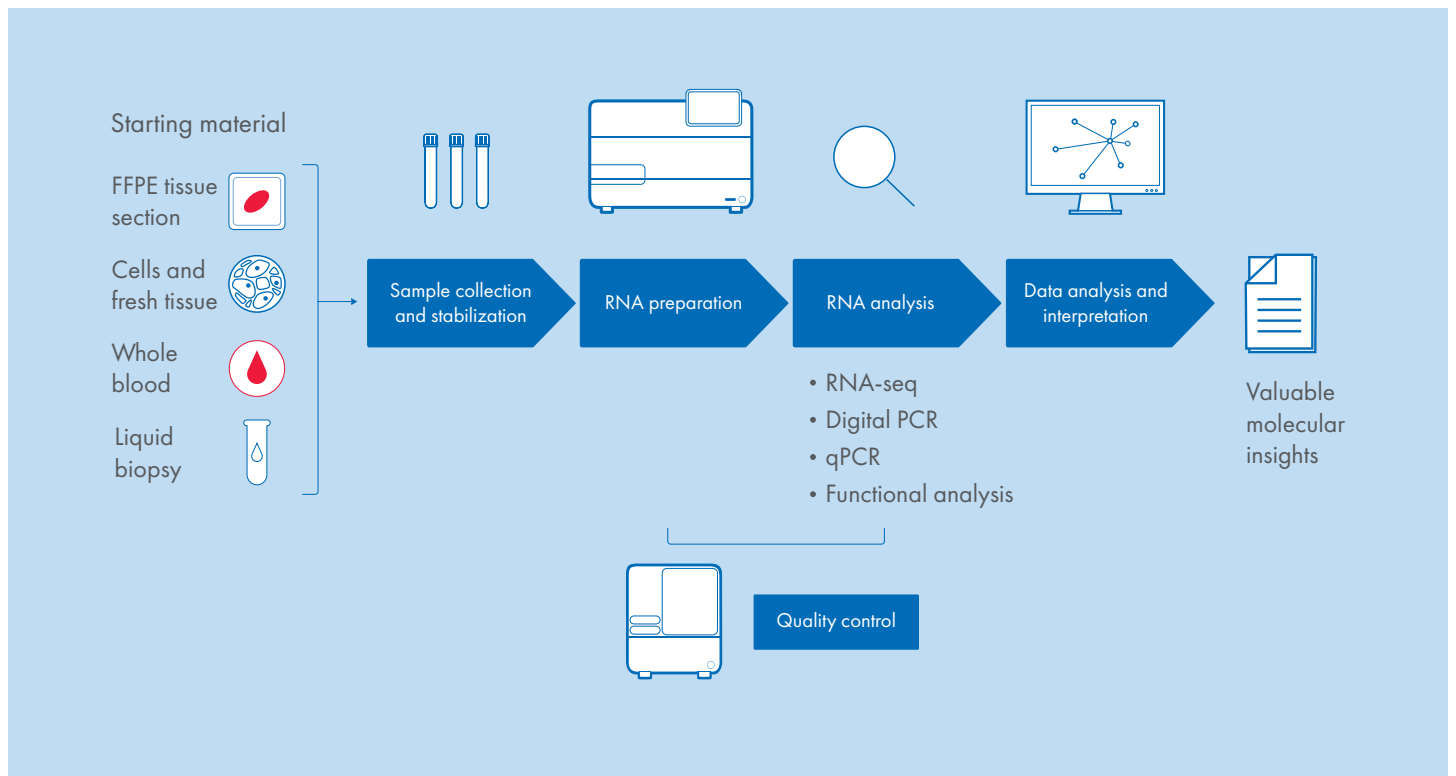 Starting material
FFPE tissue
section
Cells and
fresh tissue
Whole
blood
Liquid
biopsy
Sample collection
and stabilization
RNA preparation
RNA analysis
• RNA-seq
• Digital PCR
• qPCR
• Functional analysis
Data analysis and
interpretation
Valuable
molecular
insights
Quality control